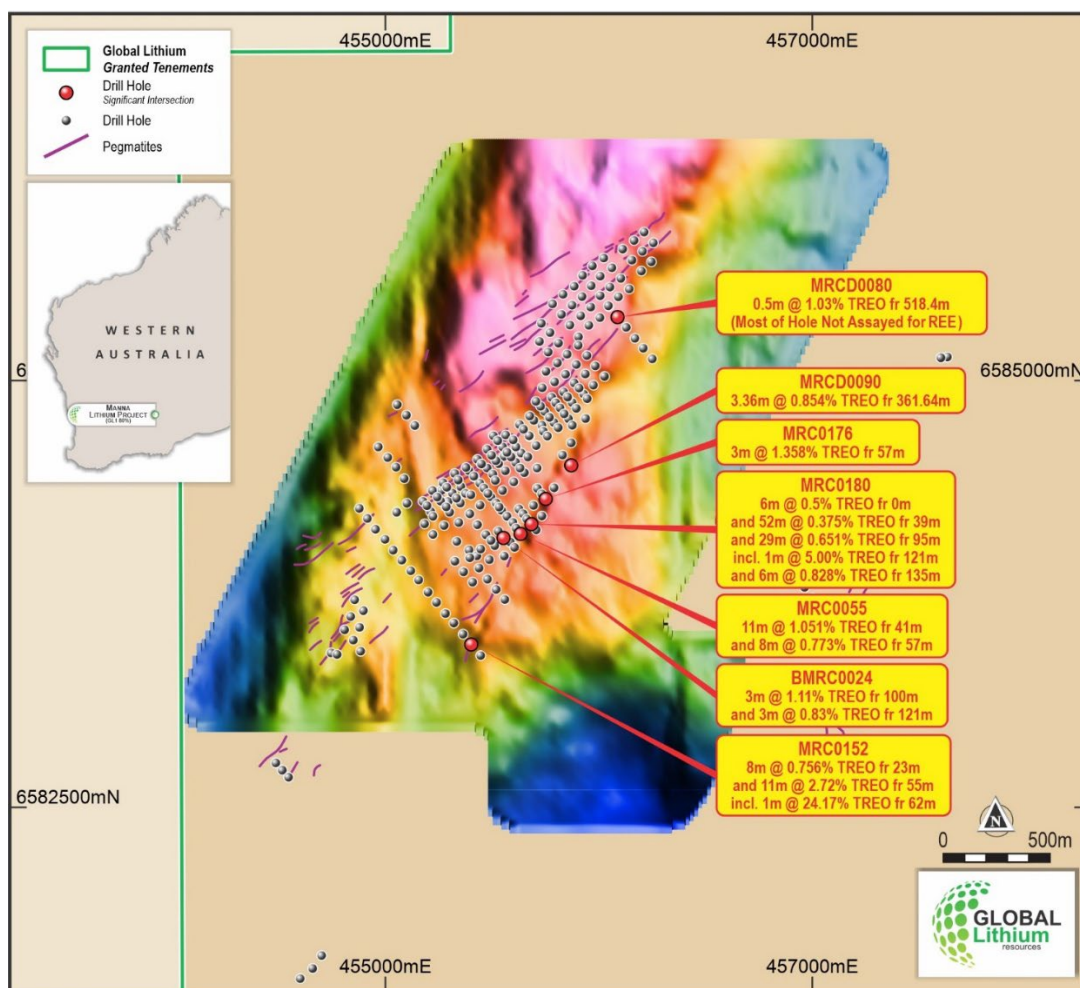 455000mE
457000mE
Global Lithium
Granted Tenements
Drill Hole
Significant Intersection
Drill Hole
Pegmatites
WESTERN
AUSTRALIA
MANNA
LITHIUM PROJECT
(GL1 80%)
6
6585000mN
MRCD0080
0.5m @ 1.03% TREO fr 518.4m
(Most of Hole Not Assayed for REE)
MRCD0090
3.36m @ 0.854% TREO fr 361.64m
MRC0176
3m @ 1.358% TREO fr 57m
MRC0180
6m @ 0.5% TREO fr 0m
and 52m @ 0.375% TREO fr 39m
and 29m @ 0.651% TREO fr 95m
incl. 1m @ 5.00% TREO fr 121m
and 6m @ 0.828% TREO fr 135m
MRC0055
11m @ 1.051% TREO fr 41m
and 8m @ 0.773% TREO fr 57m
BMRC0024
3m @ 1.11% TREO fr 100m
and 3m @ 0.83% TREO fr 121m
MRC0152
8m @ 0.756% TREO fr 23m
and 11m @ 2.72% TREO fr 55m
incl. 1m @ 24.17% TREO fr 62m
6582500mN
N
0 500m
GLOBAL
Lithium
resources
455000mE
457000mE